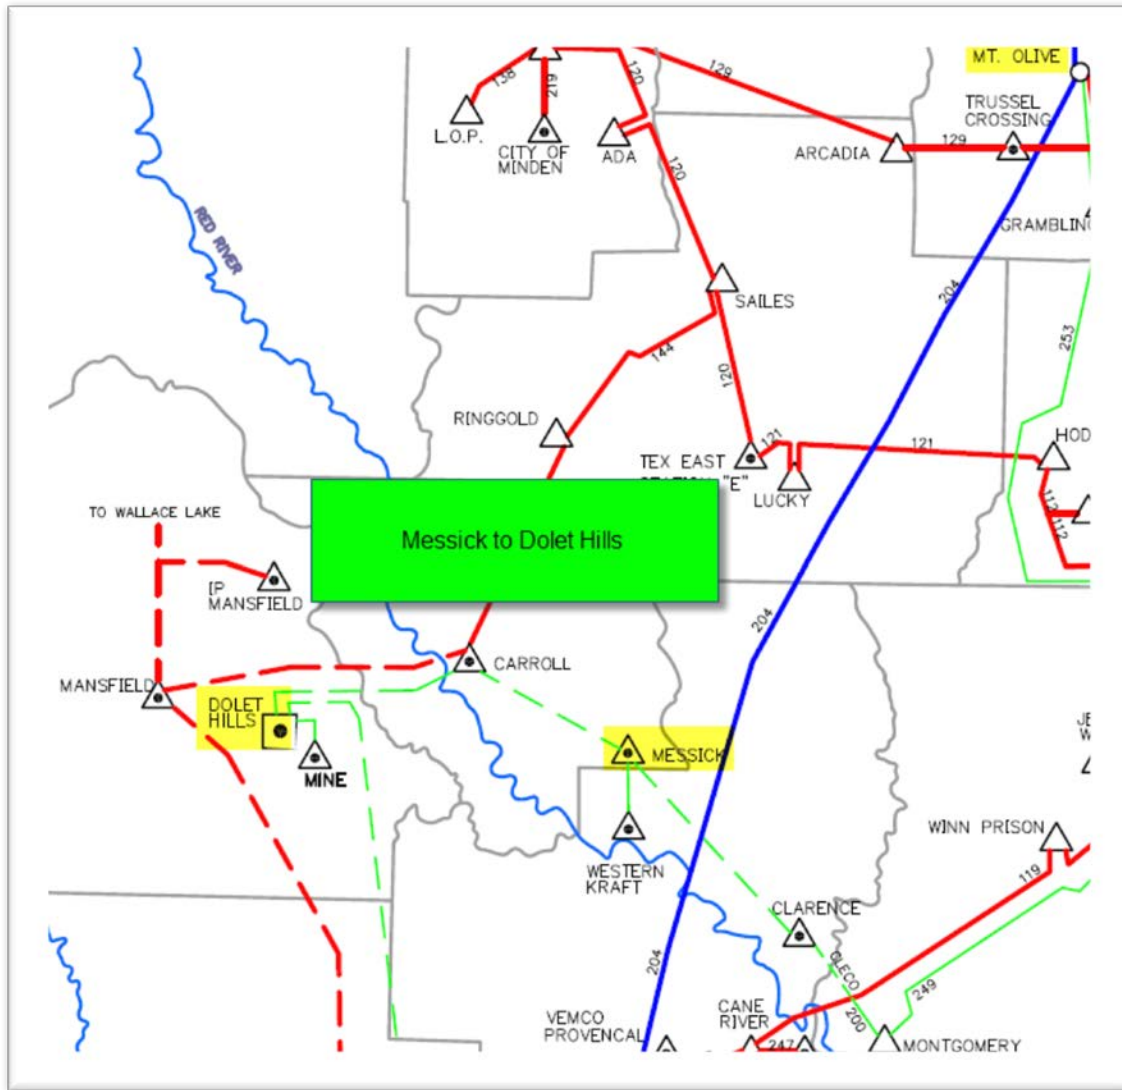 MT. OLIVE
TRUSSEL
CROSSING
138
219
120
129
L.O.P.
CITY OF
MINDEN
ADA
ARCADIA
129
120
RED RIVER
GRAMBLING
SAILES
204
144
120
253
RINGGOLD
TEX EAST
121
121
HOD
"E"
LUCKY
TO WALLACE LAKE
112
112
Messick to Dolet Hills
IP
MANSFIELD
204
CARROLL
MANSFIELD
DOLET
HILLS
MESSICK
MINE
WINN PRISON
WESTERN
KRAFT
119
CLARENCE
CLECO
204
249
200
VEMCO
PROVENCAL
CANE
RIVER
247
MONTGOMERY